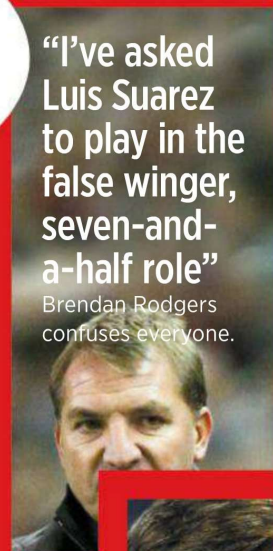 “I’ve asked
Luis Suarez
to play in the
false winger,
seven-and-
a-half role”
Brendan Rodgers
confuses everyone.